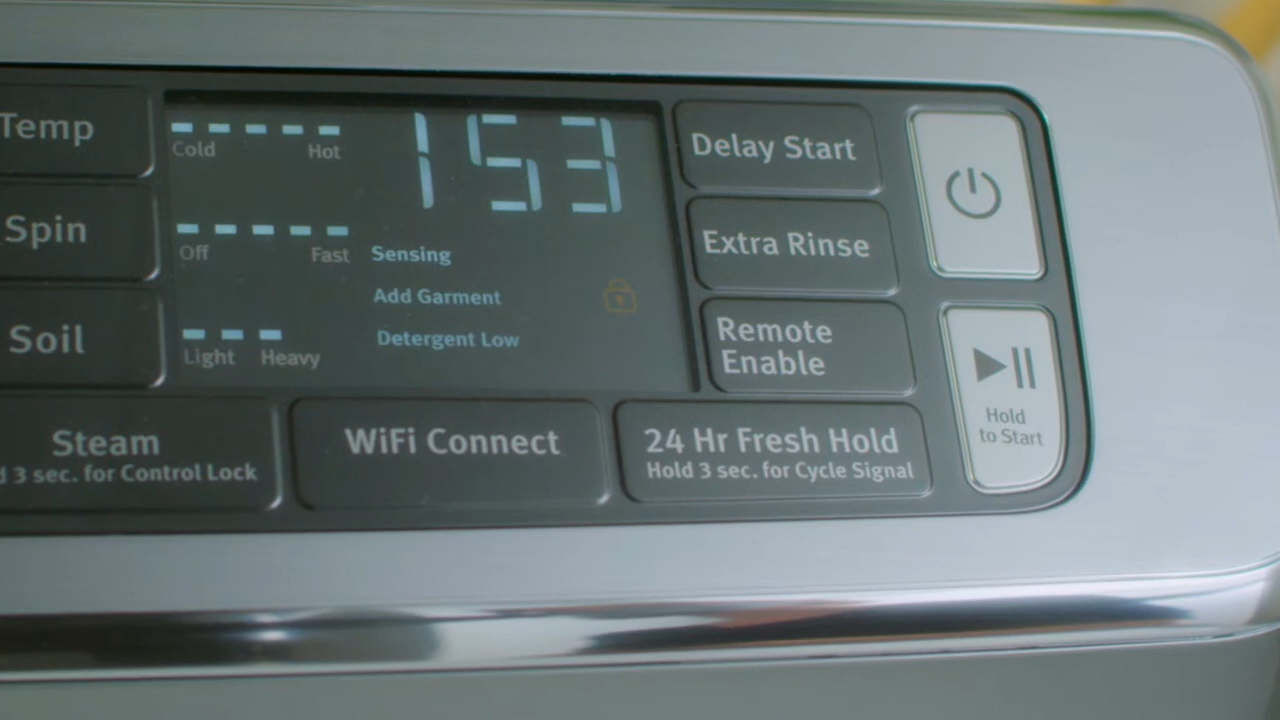 Temp
Cold Hot
153
Delay Start
Spin
Off Fast
Sensing
Extra Rinse
Add Garment
Soil
Light Heavy
Detergent Low
Remote
Enable
Hold
to Start
Steam
3 sec. for Control Lock
WiFi Connect
24 Hr Fresh Hold
Hold 3 sec. for Cycle Signal